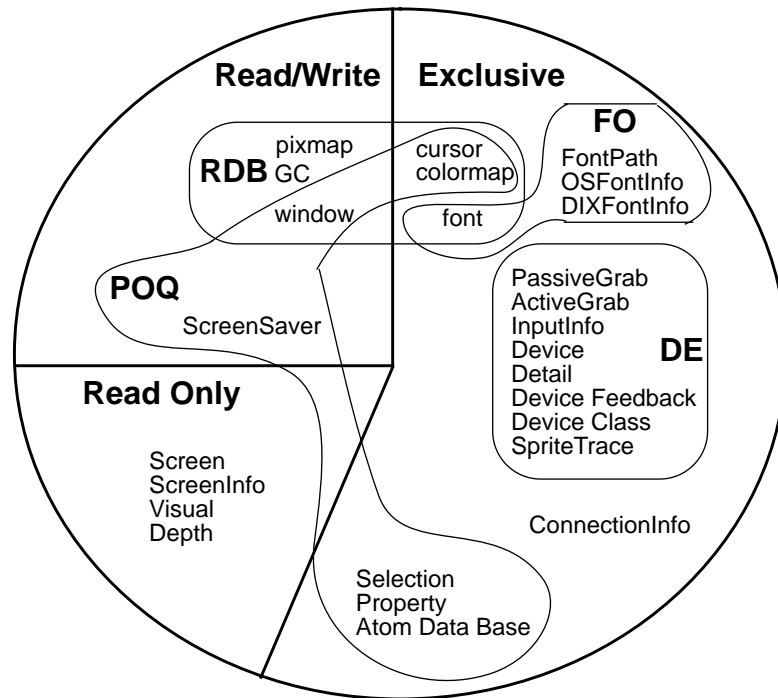 Read/Write
Exclusive
RDB
pixmap
GC
window
cursor
colormap
font
FO
FontPath
OSFontInfo
DIXFontInfo
POQ
ScreenSaver
PassiveGrab
ActiveGrab
InputInfo
Device
Detail
Device Feedback
Device Class
SpriteTrace
DE
Read Only
Screen
ScreenInfo
Visual
Depth
ConnectionInfo
Selection
Property
Atom Data Base